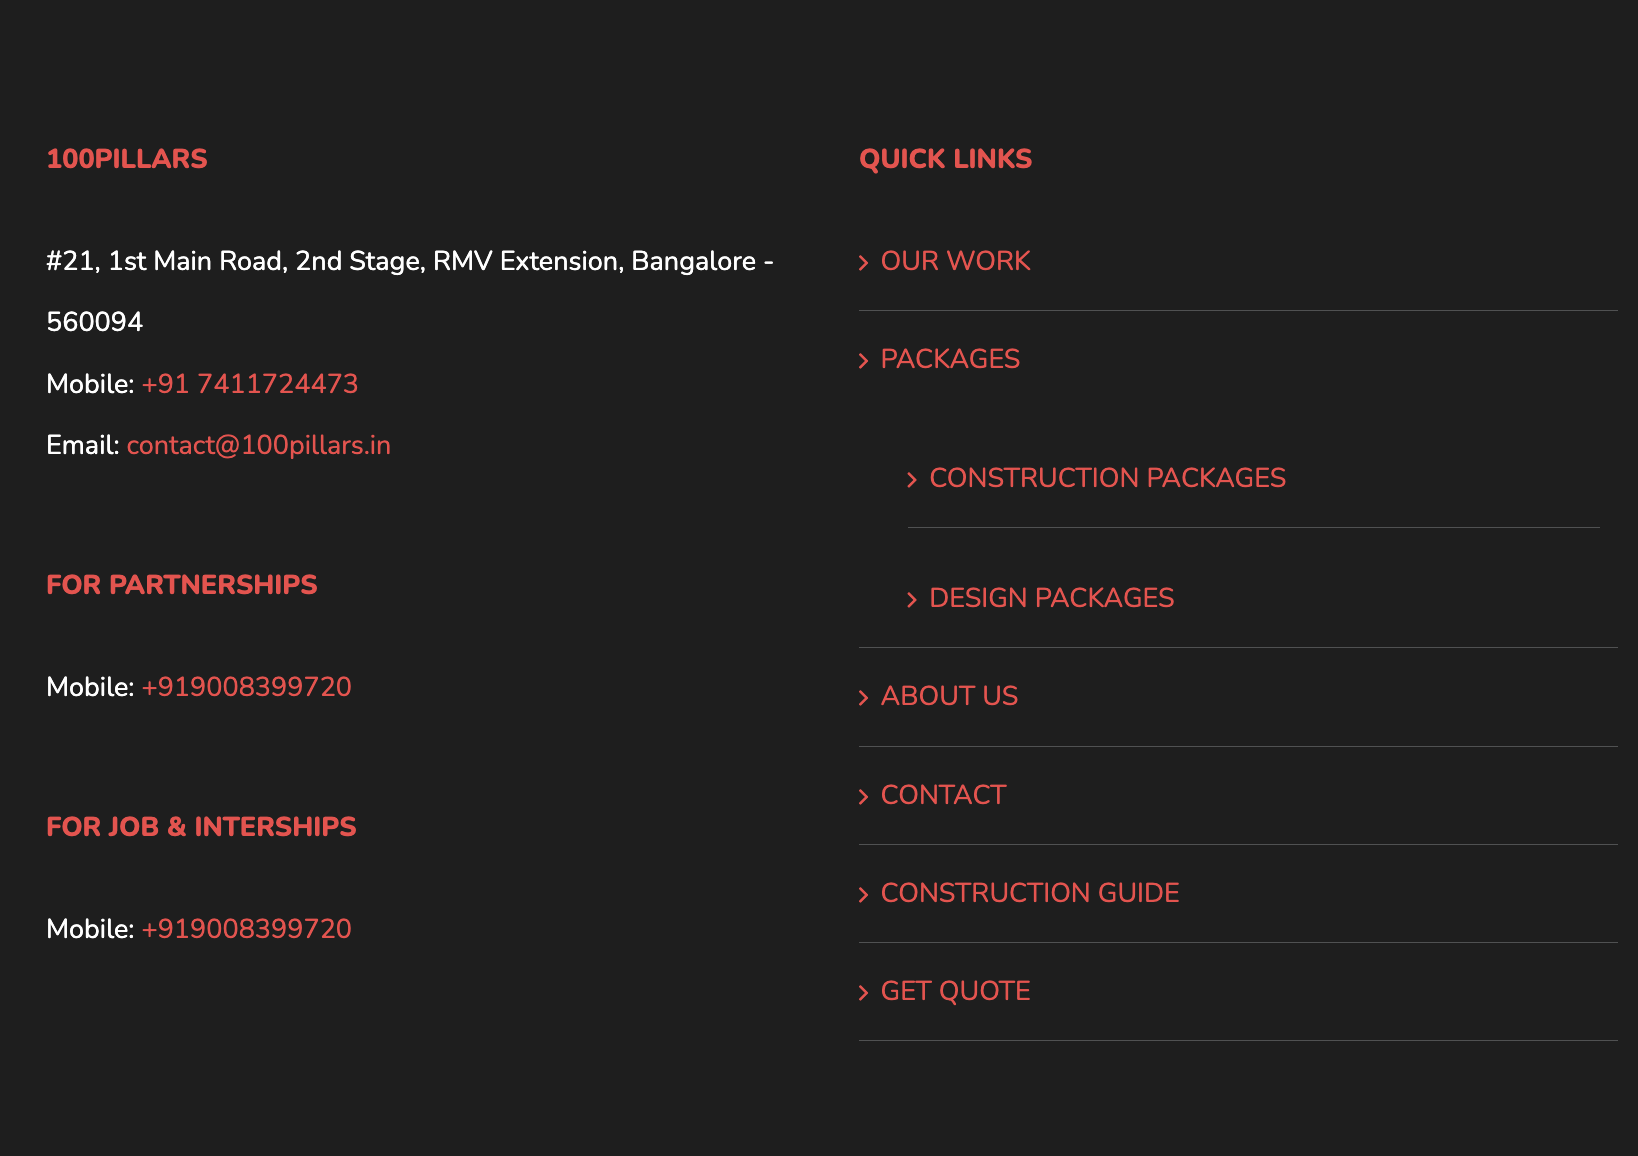 100PILLARS
#21, 1st Main Road, 2nd Stage, RMV Extension, Bangalore -
560094
Mobile: +91 7411724473
Email: contact@100pillars.in
FOR PARTNERSHIPS
Mobile: +919008399720
FOR JOB & INTERSHIPS
Mobile: +919008399720
QUICK LINKS
OUR WORK
PACKAGES
CONSTRUCTION PACKAGES
DESIGN PACKAGES
ABOUT US
CONTACT
CONSTRUCTION GUIDE
GET QUOTE